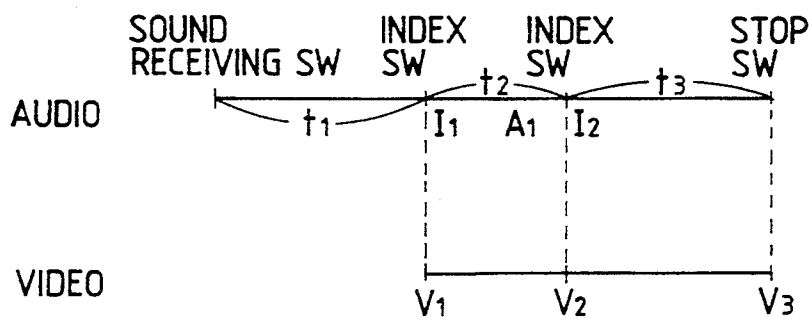 SOUND RECEIVING SW
INDEX SW
INDEX SW
STOP SW
AUDIO
t1
t2
t3
I1
A1
I2
VIDEO
V1
V2
V3